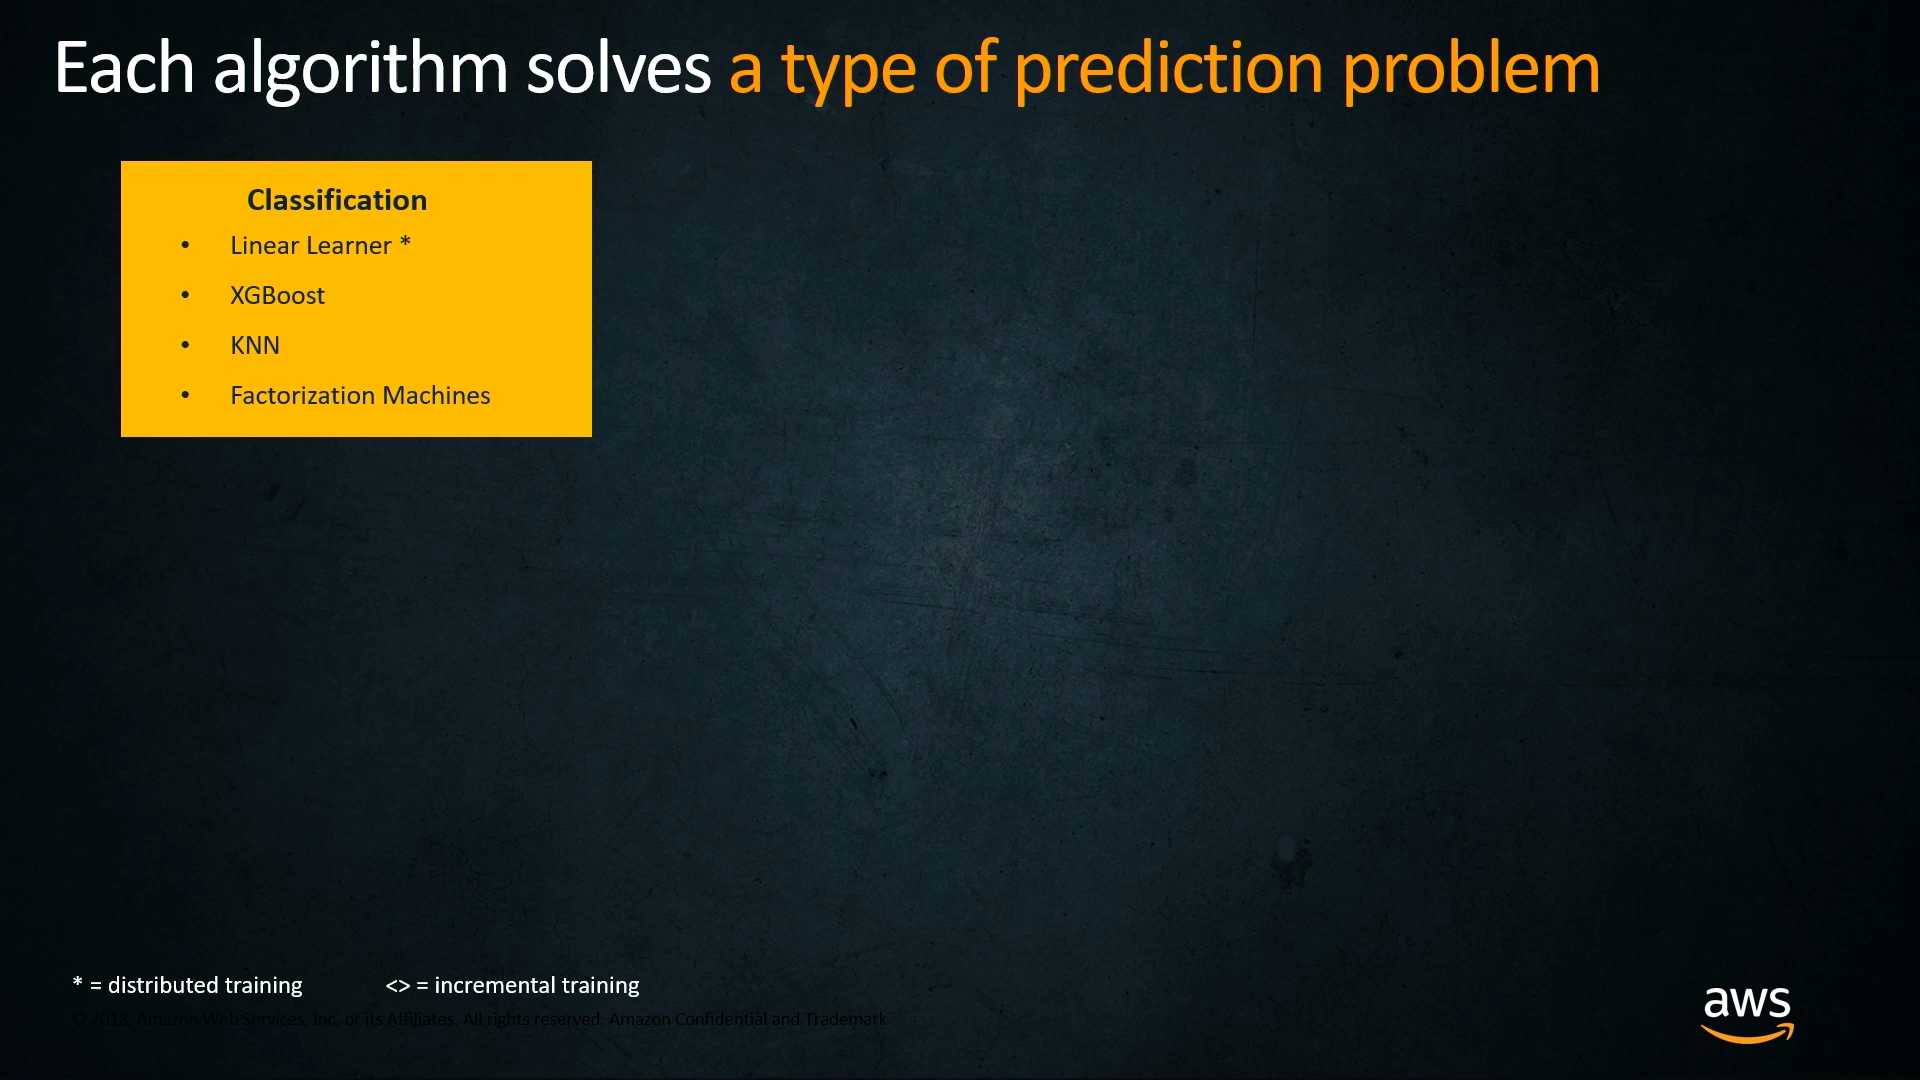 Each algorithm solves a type of prediction problem
Classification
• Linear Learner *
• XGBoost
• KNN
• Factorization Machines
* = distributed training <> = incremental training
© 2018, Amazon Web Services, Inc. or its Affiliates. All rights reserved. Amazon Confidential and Trademark
aws